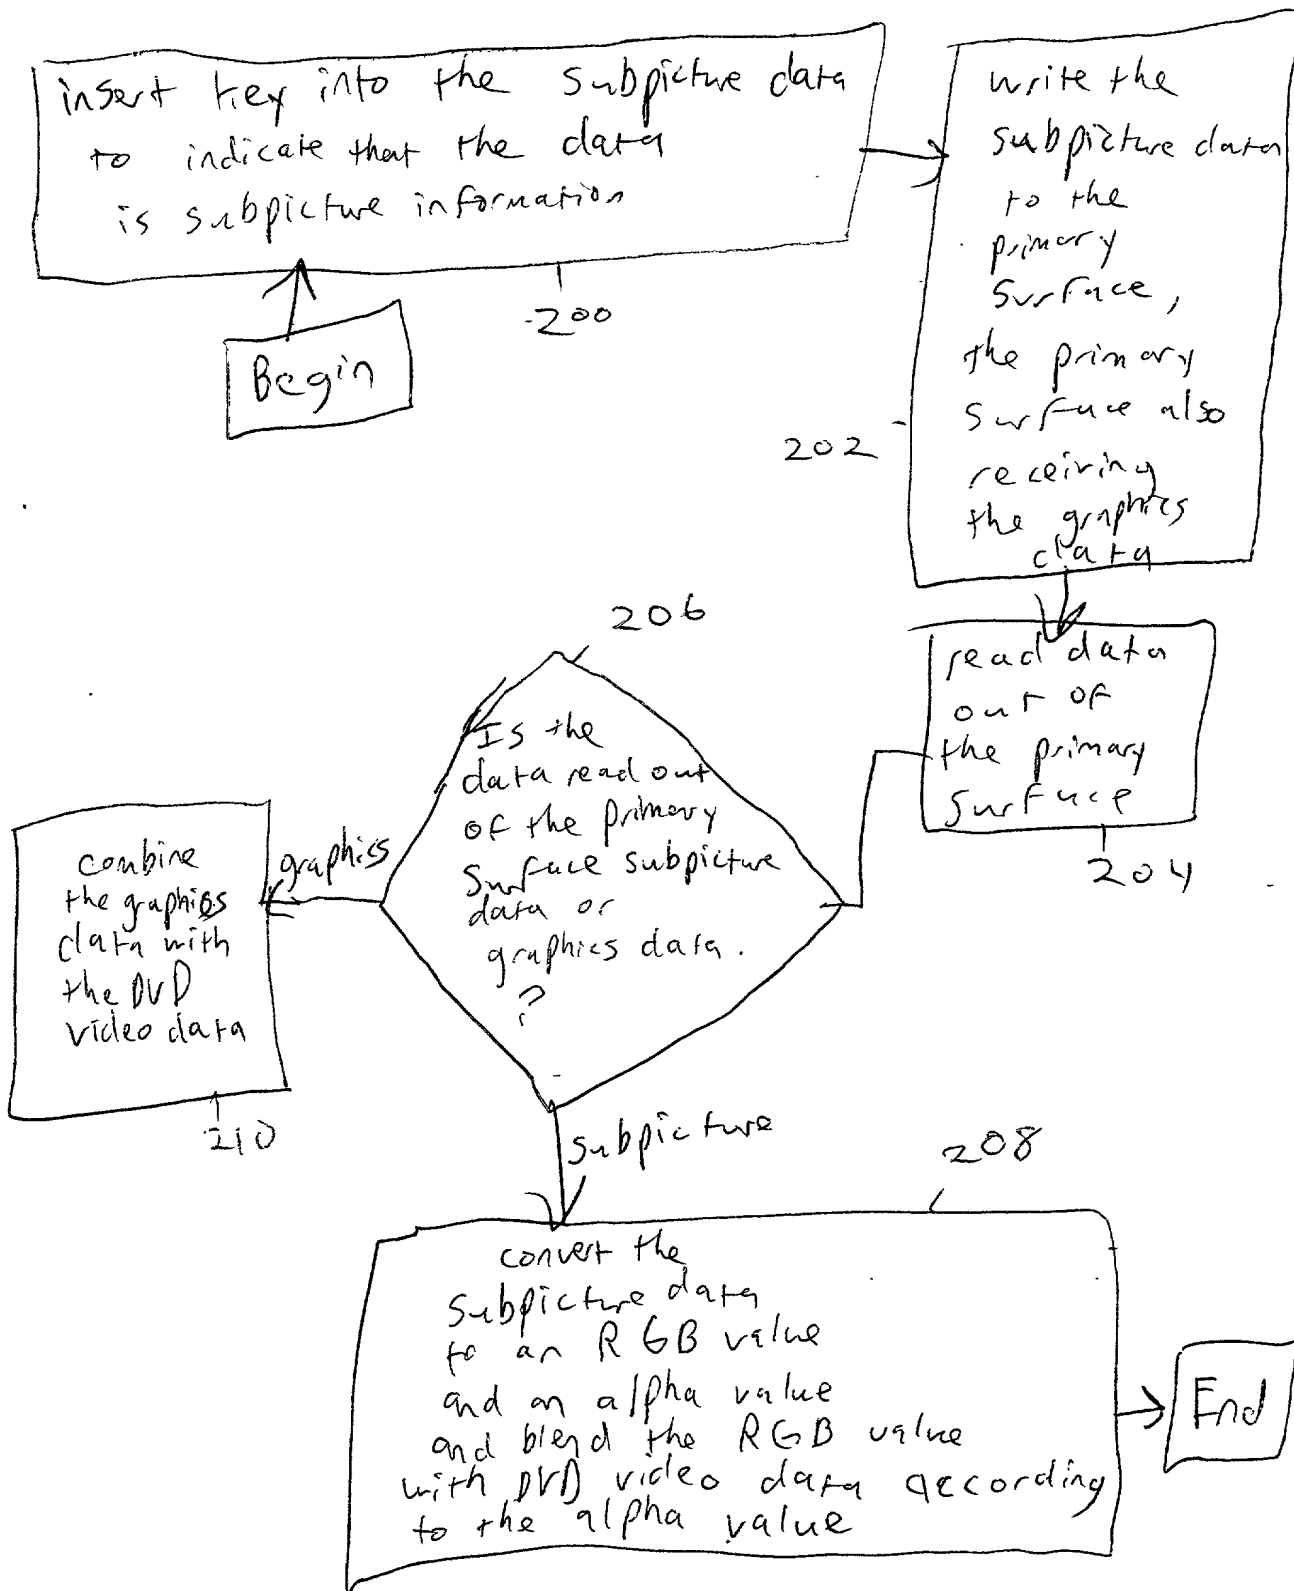 insert key into the subpicture data
to indicate that the data
is subpicture information
200
Begin
write the
subpicture data
to the
primary
surface,
the primary
surface also
receiving
the graphics
data
202
read data
out of
the primary
surface
204
206
Is the
data read out
of the primary
surface subpicture
data or
graphics data.
?
graphics
combine
the graphics
data with
the DVD
video data
210
subpicture
208
convert the
subpicture data
to an RGB value
and an alpha value
and blend the RGB value
with DVD video data according
to the alpha value
End